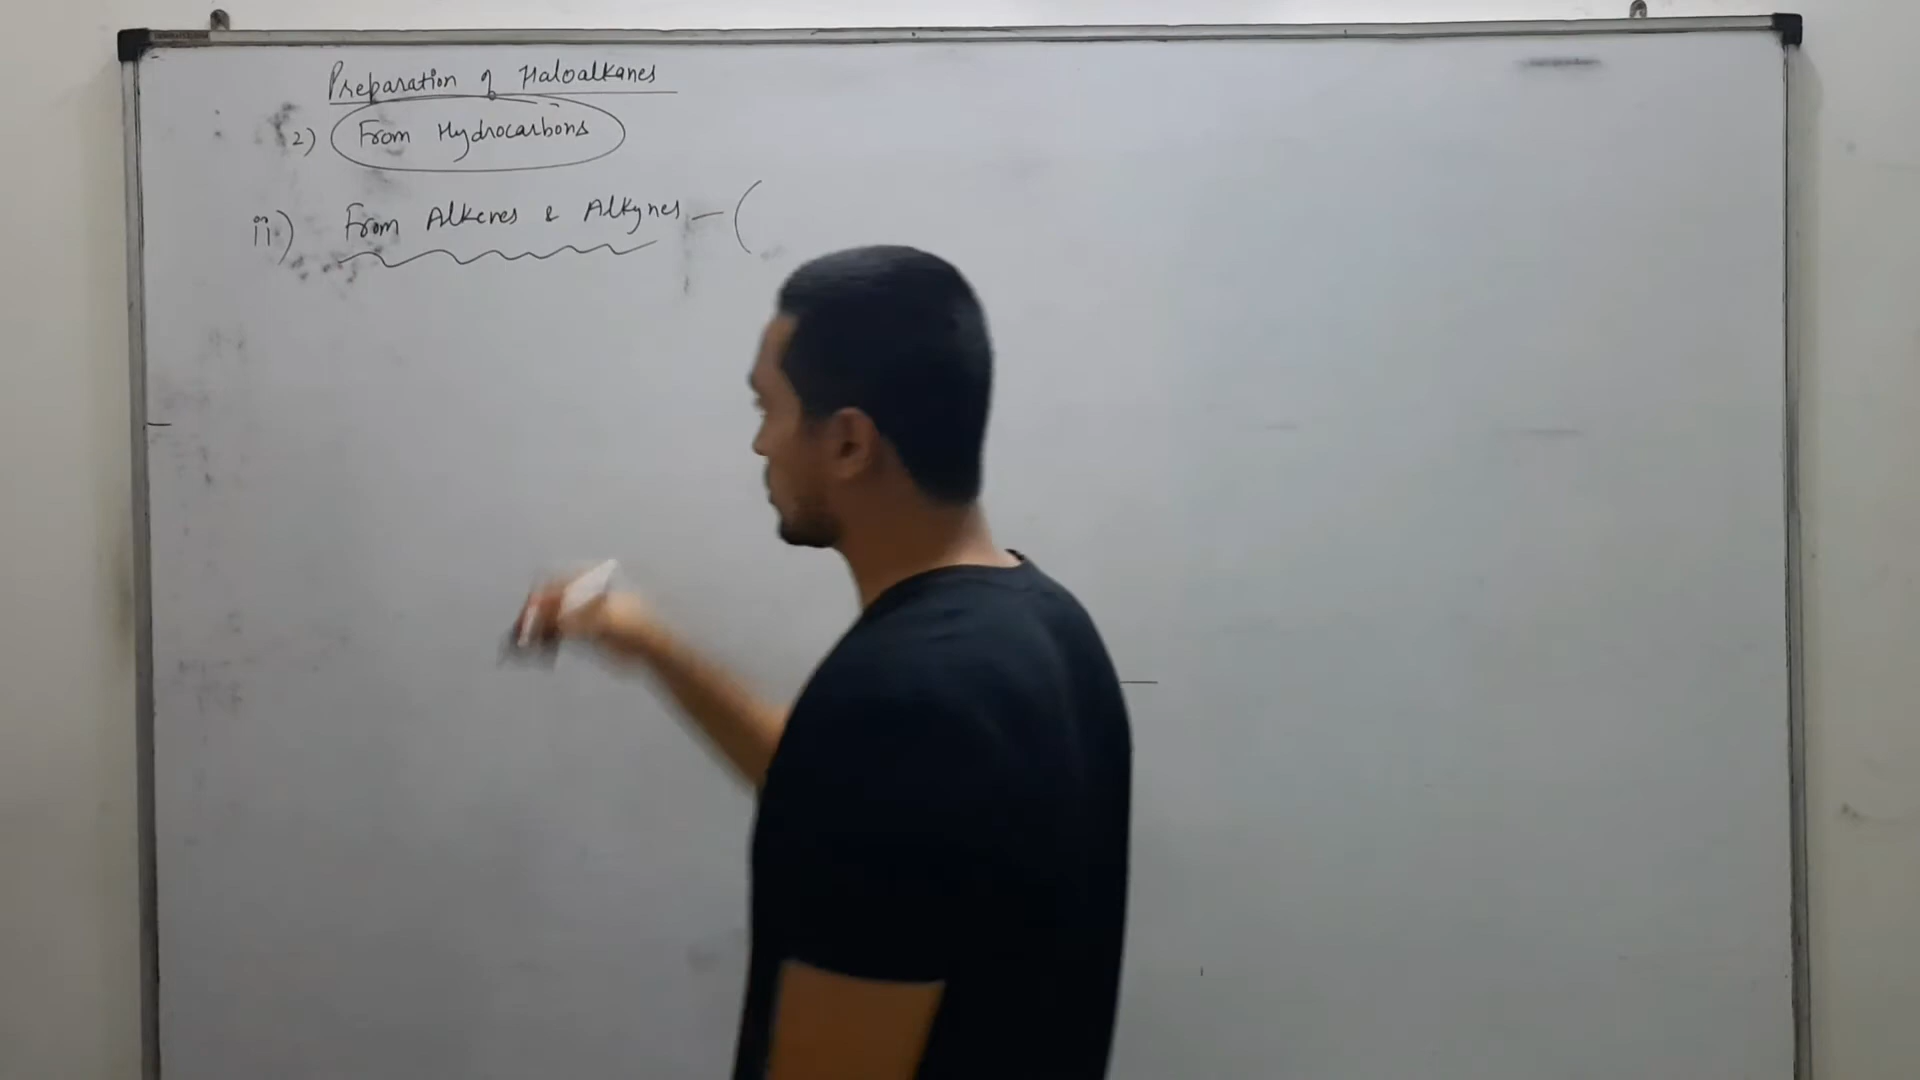 Preparation of Haloalkanes
2) From Hydrocarbons
ii) From Alkenes & Alkynes — (